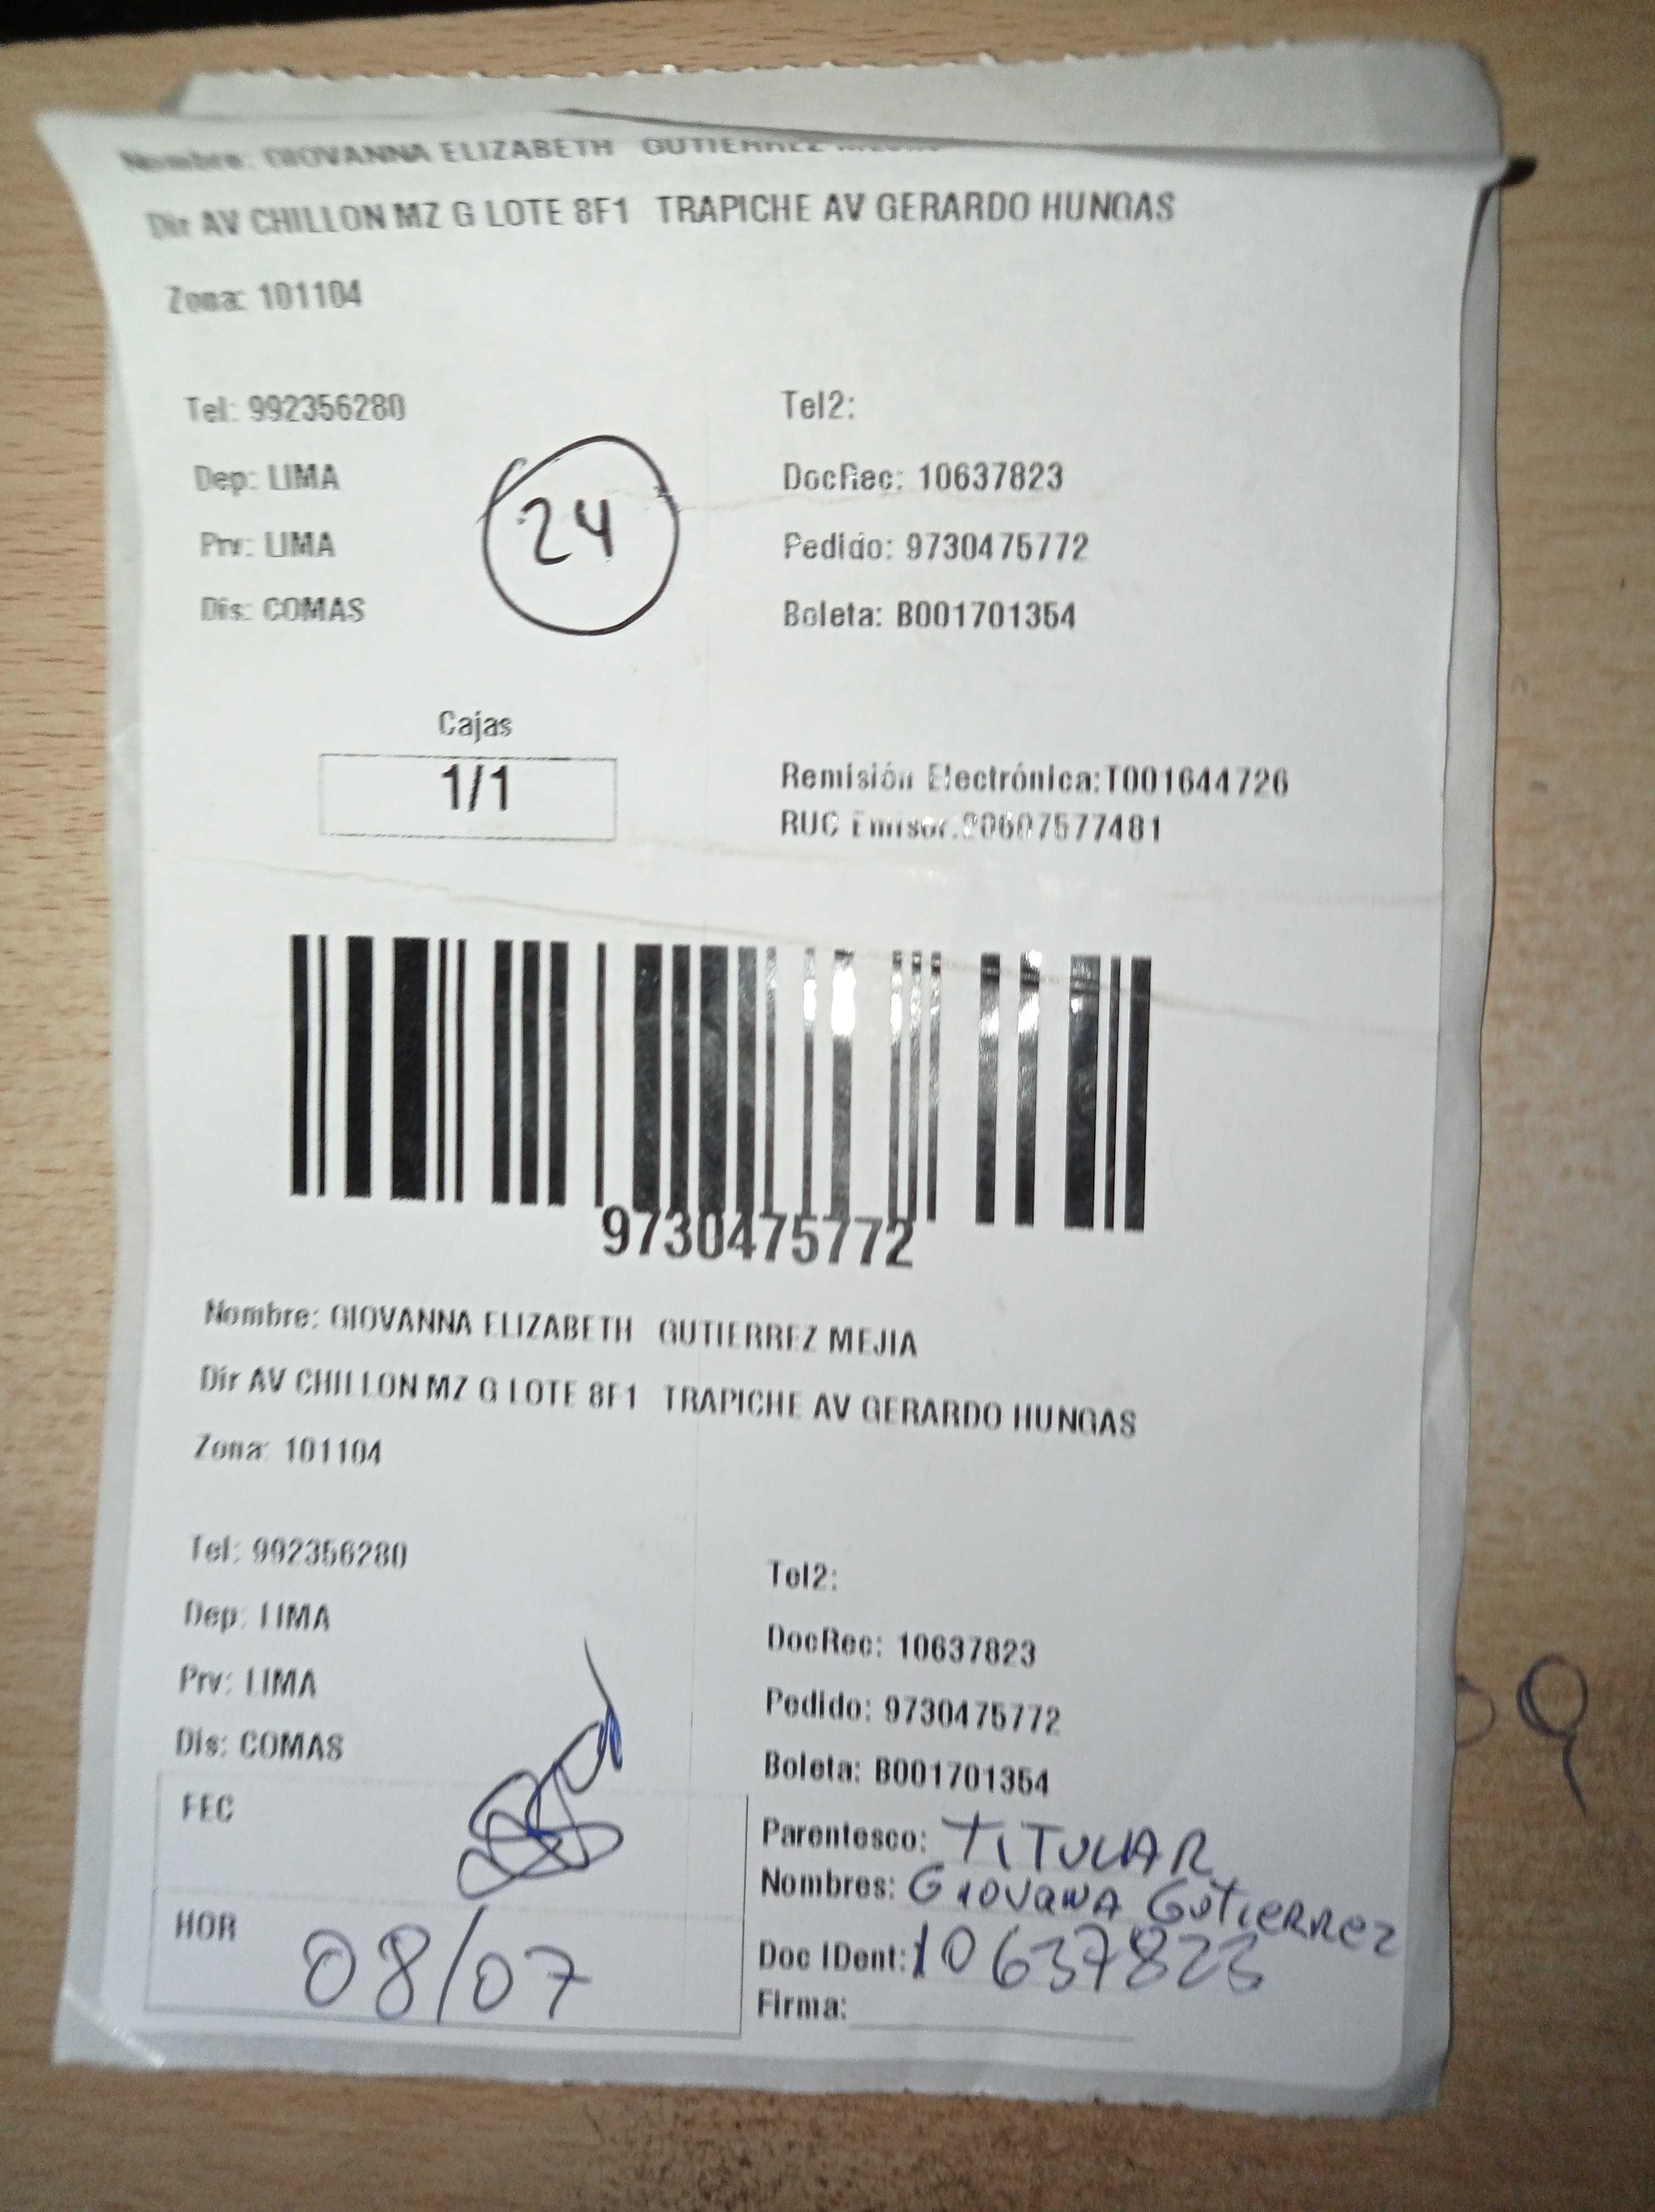 Nombre: GIOVANNA ELIZABETH GUTIERREZ
Dir AV CHILLON MZ G LOTE 8F1 TRAPICHE AV GERARDO HUNGAS
Zona: 101104
Tel: 992356280 Tel2:
Dep: LIMA DocRec: 10637823
24
Prv: LIMA Pedido: 9730475772
Dis: COMAS Boleta: B001701354
Cajas
1/1
Remisión Electrónica:T001644726
RUC Emisor:20607577481
9730475772
Nombre: GIOVANNA ELIZABETH GUTIERREZ MEJIA
Dir AV CHILLON MZ G LOTE 8F1 TRAPICHE AV GERARDO HUNGAS
Zona: 101104
Tel: 992356280 Tel2:
Dep: LIMA DocRec: 10637823
Prv: LIMA Pedido: 9730475772
Dis: COMAS Boleta: B001701354
FEC
Parentesco: TITULAR
Nombres: GIOVANA GUTIERREZ
HOR 08/07
Doc IDent: 10637823
Firma: